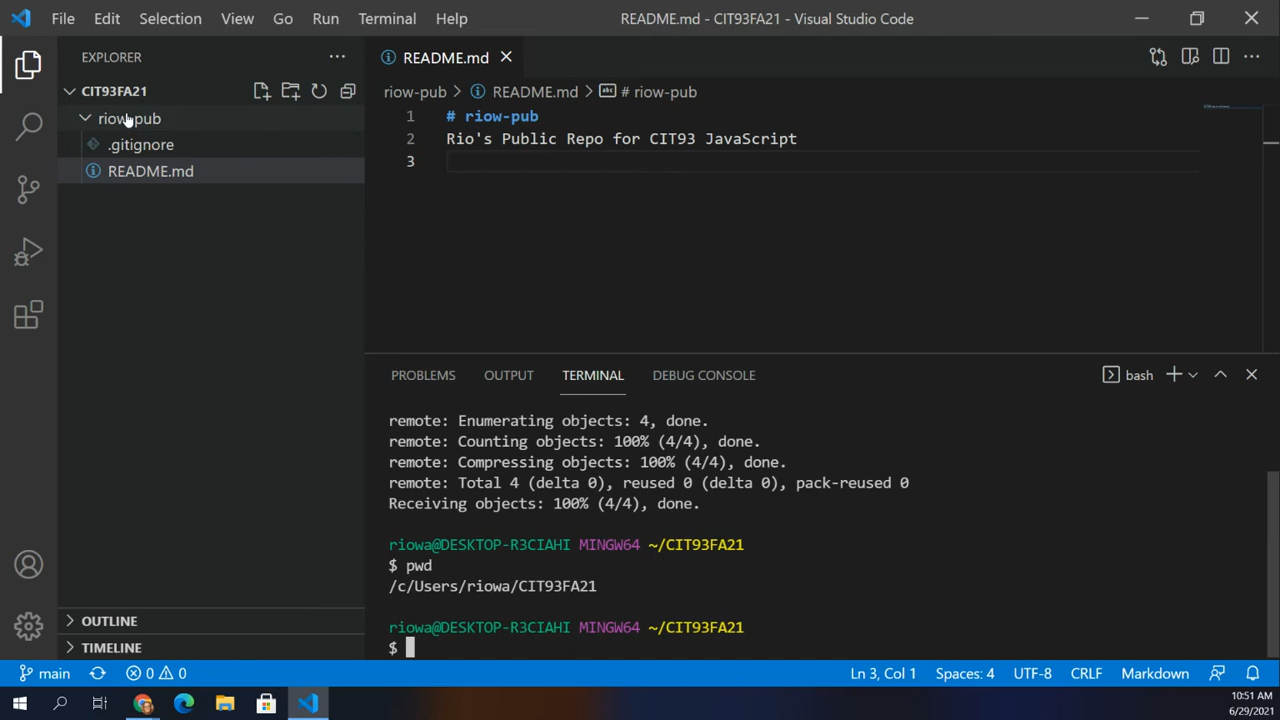 File Edit Selection View Go Run Terminal Help README.md - CIT93FA21 - Visual Studio Code
EXPLORER
CIT93FA21
riow-pub
.gitignore
README.md
OUTLINE
TIMELINE
README.md
riow-pub > README.md > # riow-pub
1 # riow-pub
2 Rio's Public Repo for CIT93 JavaScript
3
PROBLEMS OUTPUT TERMINAL DEBUG CONSOLE bash
remote: Enumerating objects: 4, done.
remote: Counting objects: 100% (4/4), done.
remote: Compressing objects: 100% (4/4), done.
remote: Total 4 (delta 0), reused 0 (delta 0), pack-reused 0
Receiving objects: 100% (4/4), done.
riowa@DESKTOP-R3CIAHI MINGW64 ~/CIT93FA21
$ pwd
/c/Users/riowa/CIT93FA21
riowa@DESKTOP-R3CIAHI MINGW64 ~/CIT93FA21
$
main 0 0 Ln 3, Col 1 Spaces: 4 UTF-8 CRLF Markdown
10:51 AM
6/29/2021